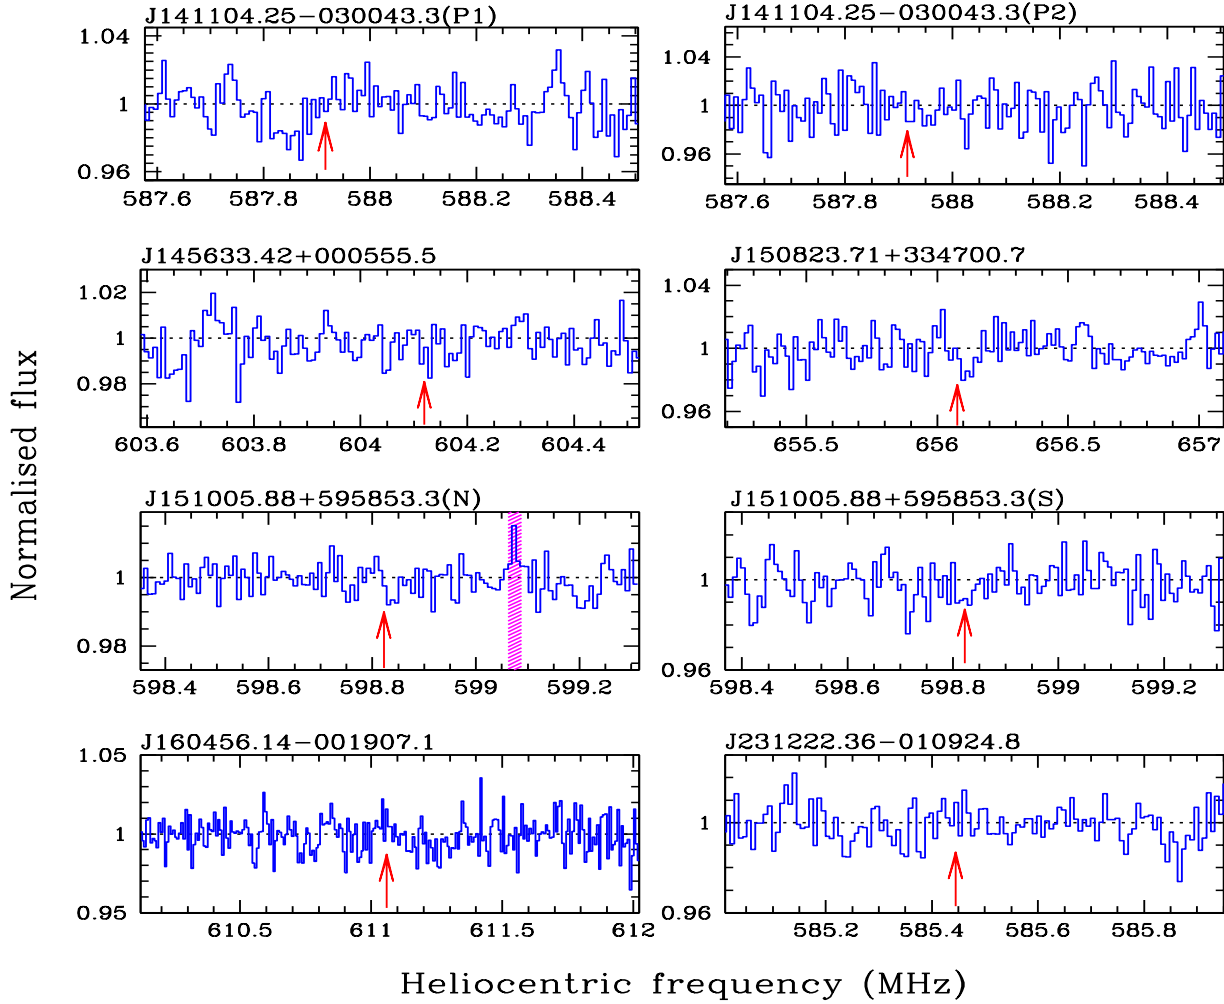 J141104.25−030043.3(P1)
J141104.25−030043.3(P2)
1.04
1
0.96
587.6 587.8 588 588.2 588.4
1.04
1
0.96
587.6 587.8 588 588.2 588.4
J145633.42+000555.5
J150823.71+334700.7
1.02
1
0.98
603.6 603.8 604 604.2 604.4
1.04
1
0.96
655.5 656 656.5 657
Normalised flux
J151005.88+595853.3(N)
J151005.88+595853.3(S)
1
0.98
598.4 598.6 598.8 599 599.2
1
0.96
598.4 598.6 598.8 599 599.2
J160456.14−001907.1
J231222.36−010924.8
1.05
1
0.95
610.5 611 611.5 612
1
0.96
585.2 585.4 585.6 585.8
Heliocentric frequency (MHz)